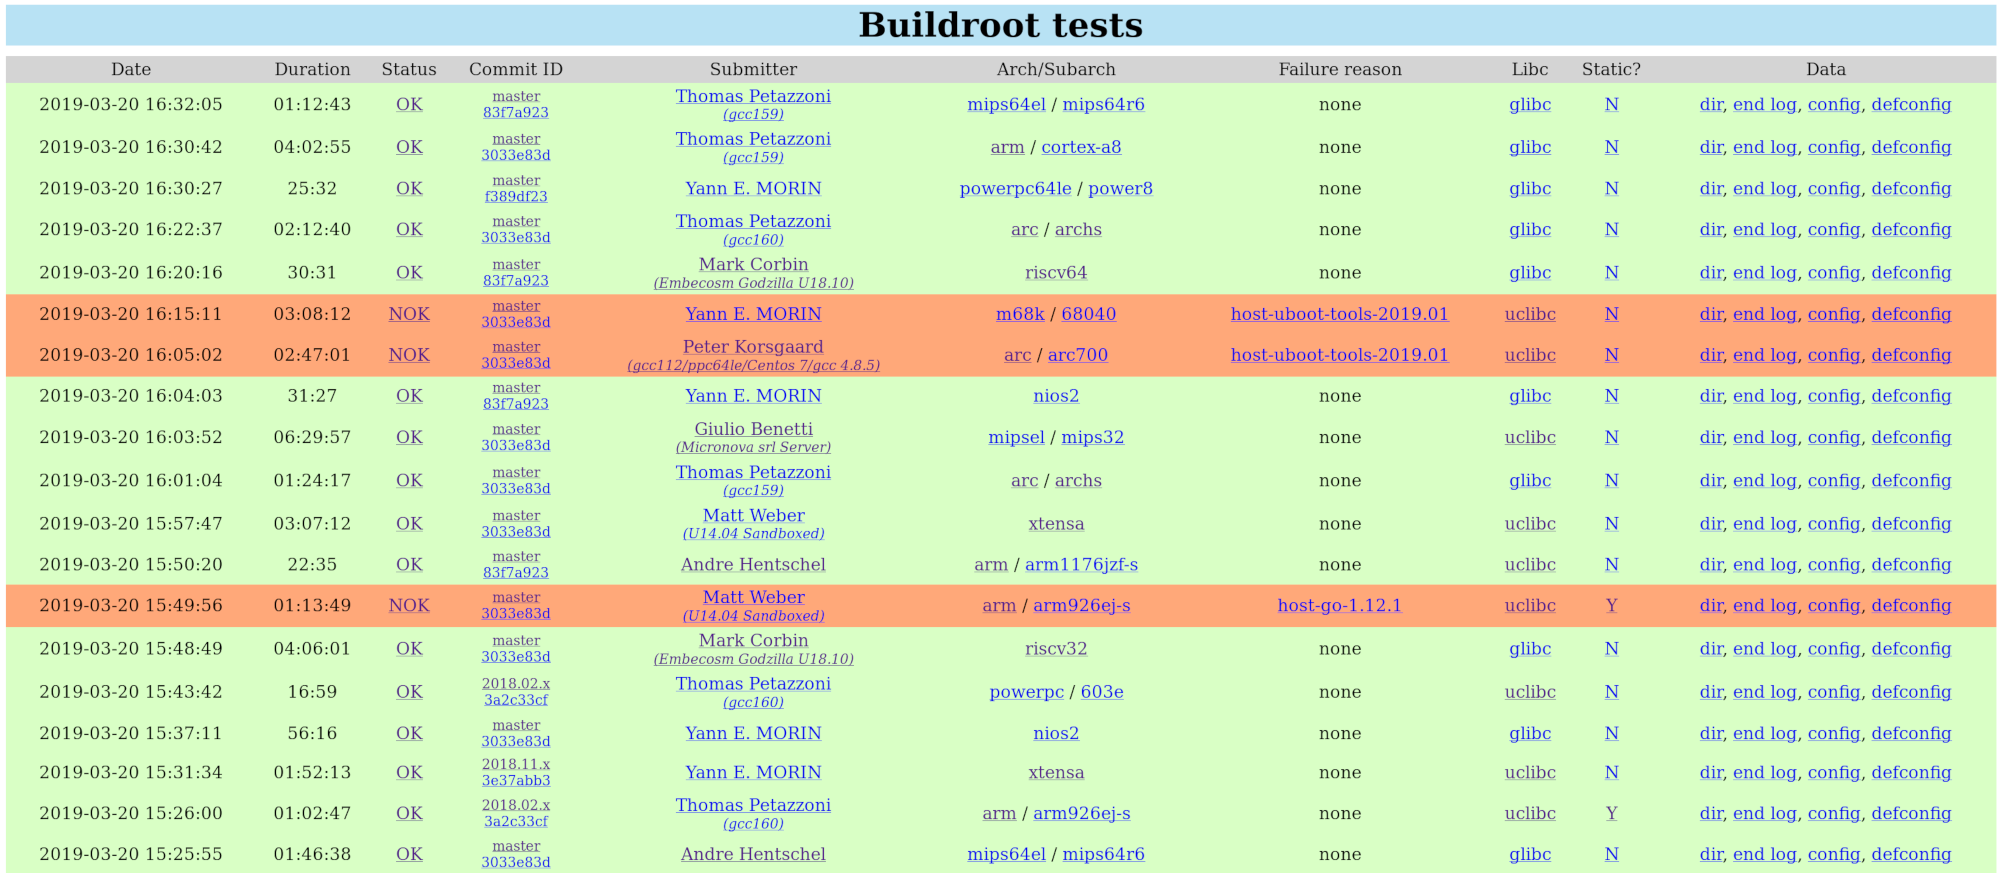 Buildroot tests
Date Duration Status Commit ID Submitter Arch/Subarch Failure reason Libc Static? Data
2019-03-20 16:32:05 01:12:43 OK master 83f7a923 Thomas Petazzoni (gcc159) mips64el / mips64r6 none glibc N dir, end log, config, defconfig
2019-03-20 16:30:42 04:02:55 OK master 3033e83d Thomas Petazzoni (gcc159) arm / cortex-a8 none glibc N dir, end log, config, defconfig
2019-03-20 16:30:27 25:32 OK master f389df23 Yann E. MORIN powerpc64le / power8 none glibc N dir, end log, config, defconfig
2019-03-20 16:22:37 02:12:40 OK master 3033e83d Thomas Petazzoni (gcc160) arc / archs none glibc N dir, end log, config, defconfig
2019-03-20 16:20:16 30:31 OK master 83f7a923 Mark Corbin (Embecosm Godzilla U18.10) riscv64 none glibc N dir, end log, config, defconfig
2019-03-20 16:15:11 03:08:12 NOK master 3033e83d Yann E. MORIN m68k / 68040 host-uboot-tools-2019.01 uclibc N dir, end log, config, defconfig
2019-03-20 16:05:02 02:47:01 NOK master 3033e83d Peter Korsgaard (gcc112/ppc64le/Centos 7/gcc 4.8.5) arc / arc700 host-uboot-tools-2019.01 uclibc N dir, end log, config, defconfig
2019-03-20 16:04:03 31:27 OK master 83f7a923 Yann E. MORIN nios2 none glibc N dir, end log, config, defconfig
2019-03-20 16:03:52 06:29:57 OK master 3033e83d Giulio Benetti (Micronova srl Server) mipsel / mips32 none uclibc N dir, end log, config, defconfig
2019-03-20 16:01:04 01:24:17 OK master 3033e83d Thomas Petazzoni (gcc159) arc / archs none glibc N dir, end log, config, defconfig
2019-03-20 15:57:47 03:07:12 OK master 3033e83d Matt Weber (U14.04 Sandboxed) xtensa none uclibc N dir, end log, config, defconfig
2019-03-20 15:50:20 22:35 OK master 83f7a923 Andre Hentschel arm / arm1176jzf-s none uclibc N dir, end log, config, defconfig
2019-03-20 15:49:56 01:13:49 NOK master 3033e83d Matt Weber (U14.04 Sandboxed) arm / arm926ej-s host-go-1.12.1 uclibc Y dir, end log, config, defconfig
2019-03-20 15:48:49 04:06:01 OK master 3033e83d Mark Corbin (Embecosm Godzilla U18.10) riscv32 none glibc N dir, end log, config, defconfig
2019-03-20 15:43:42 16:59 OK 2018.02.x 3a2c33cf Thomas Petazzoni (gcc160) powerpc / 603e none uclibc N dir, end log, config, defconfig
2019-03-20 15:37:11 56:16 OK master 3033e83d Yann E. MORIN nios2 none glibc N dir, end log, config, defconfig
2019-03-20 15:31:34 01:52:13 OK 2018.11.x 3e37abb3 Yann E. MORIN xtensa none uclibc N dir, end log, config, defconfig
2019-03-20 15:26:00 01:02:47 OK 2018.02.x 3a2c33cf Thomas Petazzoni (gcc160) arm / arm926ej-s none uclibc Y dir, end log, config, defconfig
2019-03-20 15:25:55 01:46:38 OK master 3033e83d Andre Hentschel mips64el / mips64r6 none glibc N dir, end log, config, defconfig